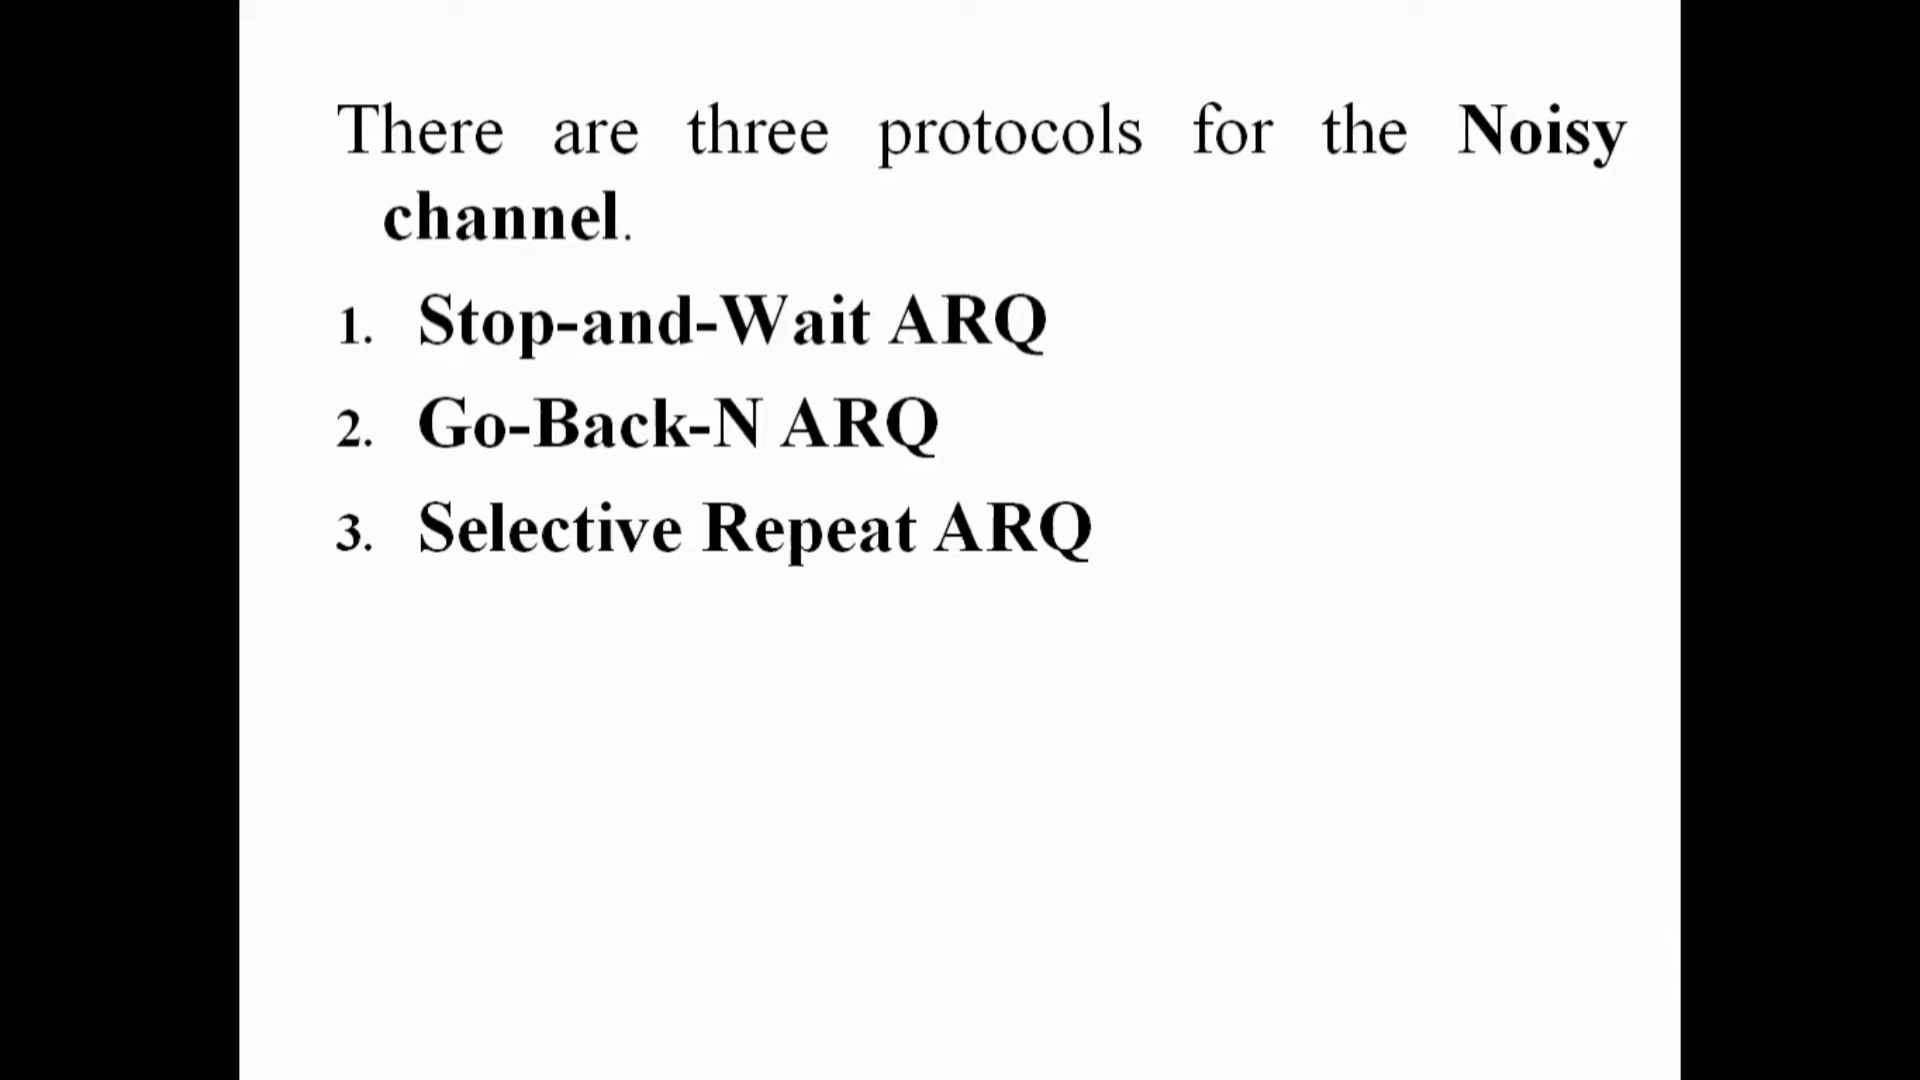 There are three protocols for the Noisy
channel.
1. Stop-and-Wait ARQ
2. Go-Back-N ARQ
3. Selective Repeat ARQ